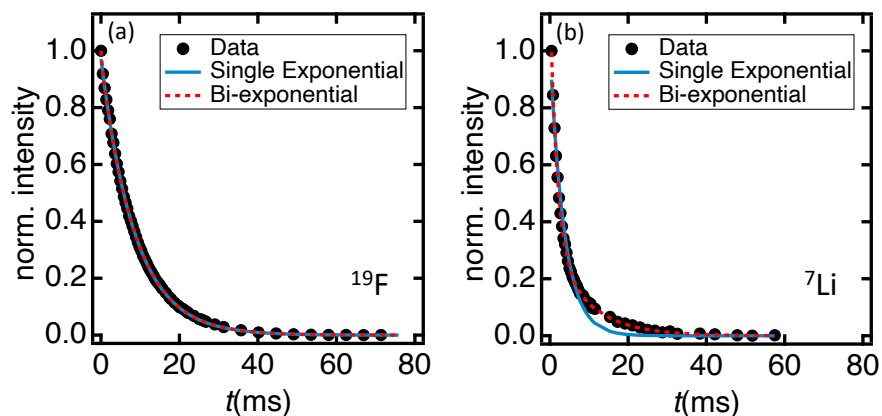 (a)
Data
Single Exponential
Bi-exponential
norm. intensity
1.0
0.8
0.6
0.4
0.2
0.0
¹⁹F
0 20 40 60 80
t(ms)
(b)
Data
Single Exponential
Bi-exponential
norm. intensity
1.0
0.8
0.6
0.4
0.2
0.0
⁷Li
0 20 40 60 80
t(ms)